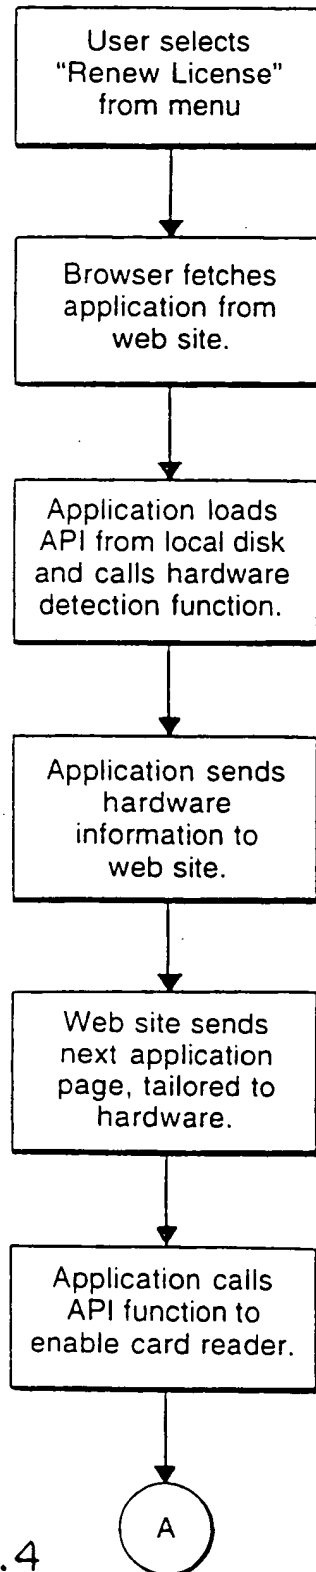 User selects
"Renew License"
from menu
Browser fetches
application from
web site.
Application loads
API from local disk
and calls hardware
detection function.
Application sends
hardware
information to
web site.
Web site sends
next application
page, tailored to
hardware.
Application calls
API function to
enable card reader.
A
.4